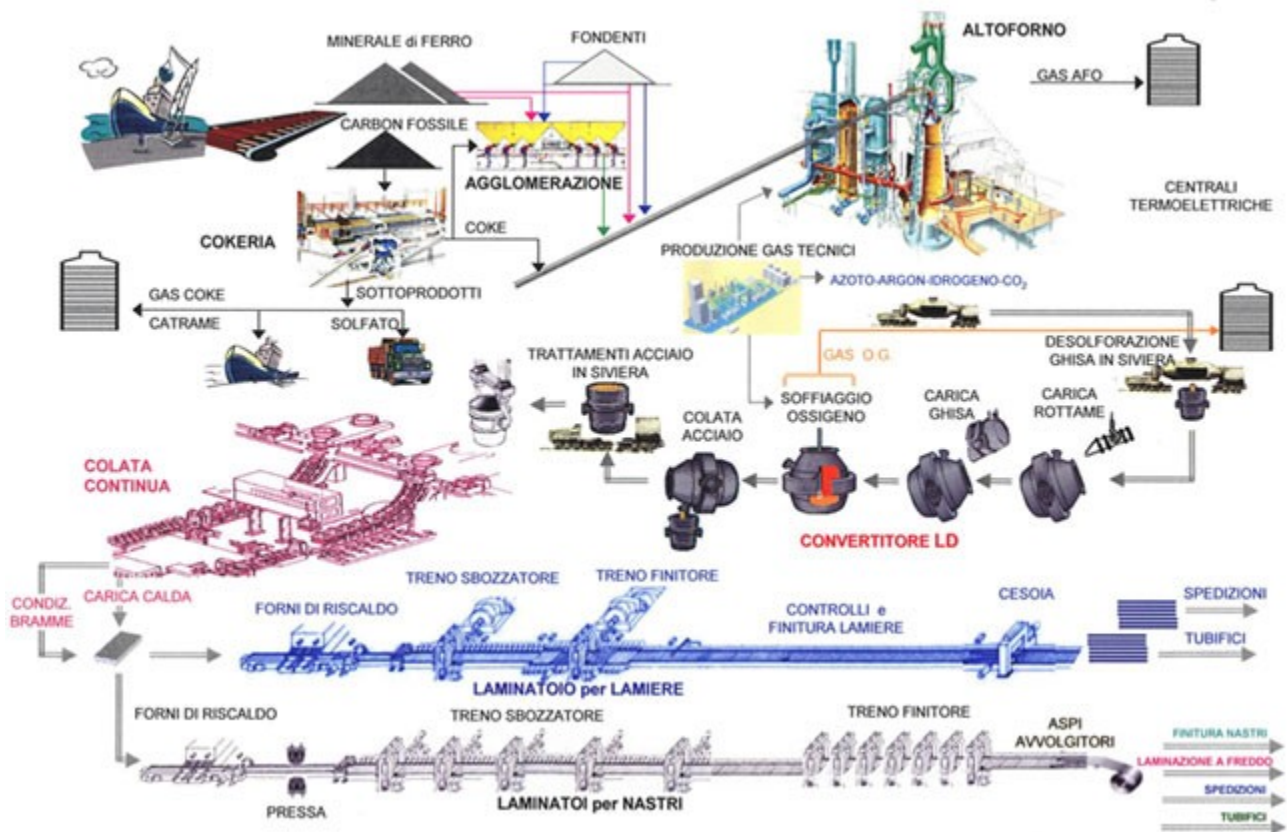 MINERALE di FERRO
FONDENTI
ALTOFORNO
GAS AFO
CARBON FOSSILE
AGGLOMERAZIONE
CENTRALI
TERMOELETTRICHE
COKERIA
COKE
PRODUZIONE GAS TECNICI
AZOTO-ARGON-IDROGENO-CO₂
SOTTOPRODOTTI
GAS COKE
CATRAME
SOLFATO
GAS O.G.
DESOLFORAZIONE
GHISA IN SIVIERA
TRATTAMENTI ACCIAIO
IN SIVIERA
SOFFIAGGIO
OSSIGENO
CARICA
GHISA
CARICA
ROTTAME
COLATA
ACCIAIO
COLATA
CONTINUA
CONVERTITORE LD
CONDIZ.
BRAMME
CARICA CALDA
FORNI DI RISCALDO
TRENO SBOZZATORE
TRENO FINITORE
CONTROLLI e
FINITURA LAMIERE
CESOIA
SPEDIZIONI
TUBIFICI
LAMINATOIO per LAMIERE
FORNI DI RISCALDO
TRENO SBOZZATORE
TRENO FINITORE
ASPI
AVVOLGITORI
FINITURA NASTRI
LAMINAZIONE A FREDDO
SPEDIZIONI
TUBIFICI
PRESSA
LAMINATOI per NASTRI